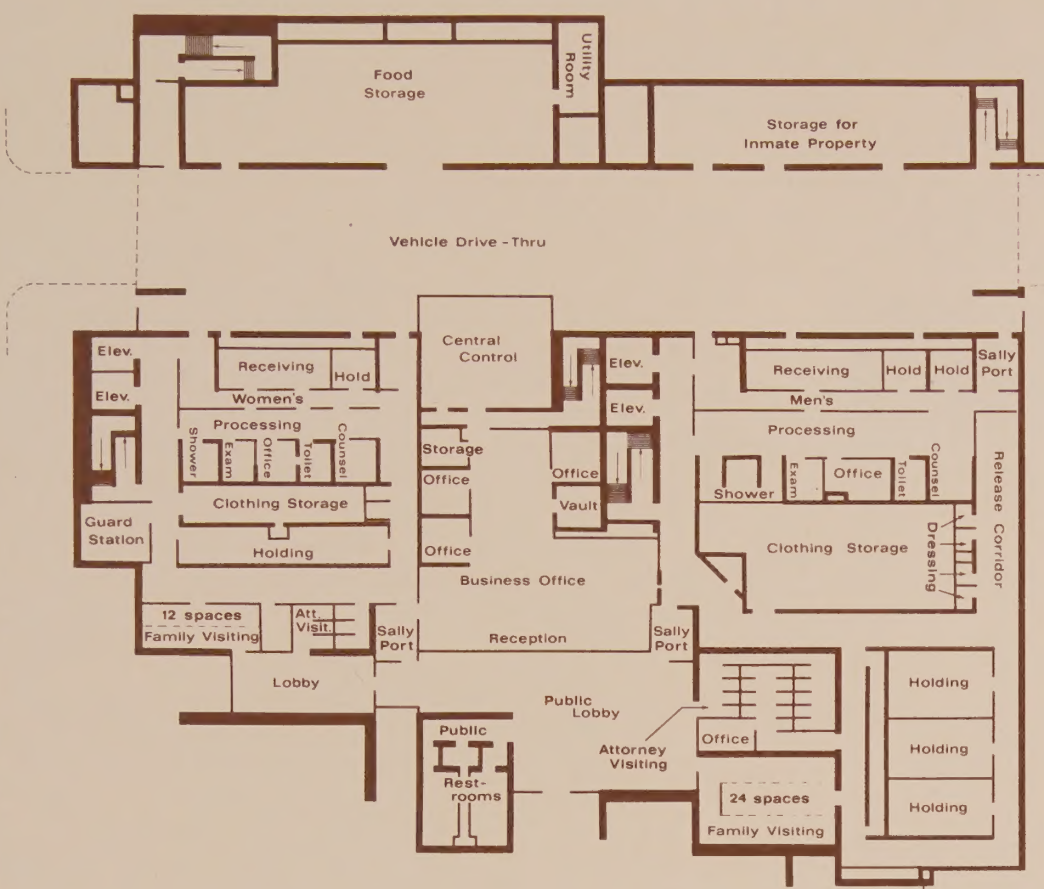 Food
Storage
Utility
Room
Storage for
Inmate Property
Vehicle Drive-Thru
Elev.
Elev.
Receiving
Hold
Women's
Processing
Shower
Exam
Office
Toilet
Counsel
Clothing Storage
Guard
Station
Holding
12 spaces
Family Visiting
Att.
Visit.
Lobby
Sally
Port
Central
Control
Storage
Office
Office
Office
Vault
Business Office
Reception
Elev.
Elev.
Sally
Port
Public
Lobby
Public
Rest-
rooms
Receiving
Hold
Hold
Sally
Port
Men's
Processing
Shower
Exam
Office
Toilet
Counsel
Clothing Storage
Dressing
Release Corridor
Attorney
Visiting
Office
24 spaces
Family Visiting
Holding
Holding
Holding